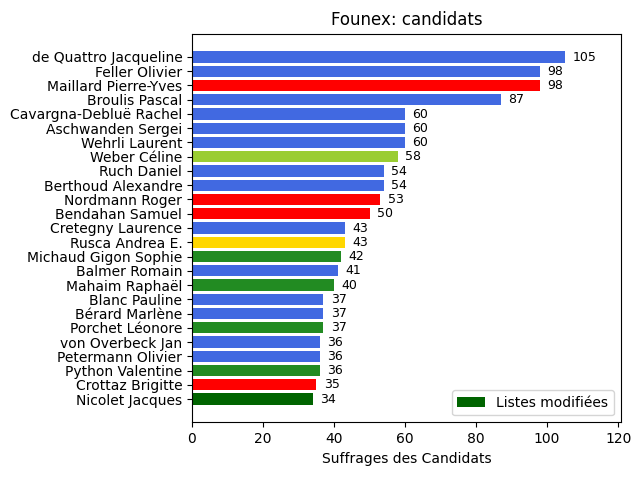 Founex: candidats
de Quattro Jacqueline 105
Feller Olivier 98
Maillard Pierre-Yves 98
Broulis Pascal 87
Cavargna-Debluë Rachel 60
Aschwanden Sergei 60
Wehrli Laurent 60
Weber Céline 58
Ruch Daniel 54
Berthoud Alexandre 54
Nordmann Roger 53
Bendahan Samuel 50
Cretegny Laurence 43
Rusca Andrea E. 43
Michaud Gigon Sophie 42
Balmer Romain 41
Mahaim Raphaël 40
Blanc Pauline 37
Bérard Marlène 37
Porchet Léonore 37
von Overbeck Jan 36
Petermann Olivier 36
Python Valentine 36
Crottaz Brigitte 35
Nicolet Jacques 34
Listes modifiées
0 20 40 60 80 100 120
Suffrages des Candidats